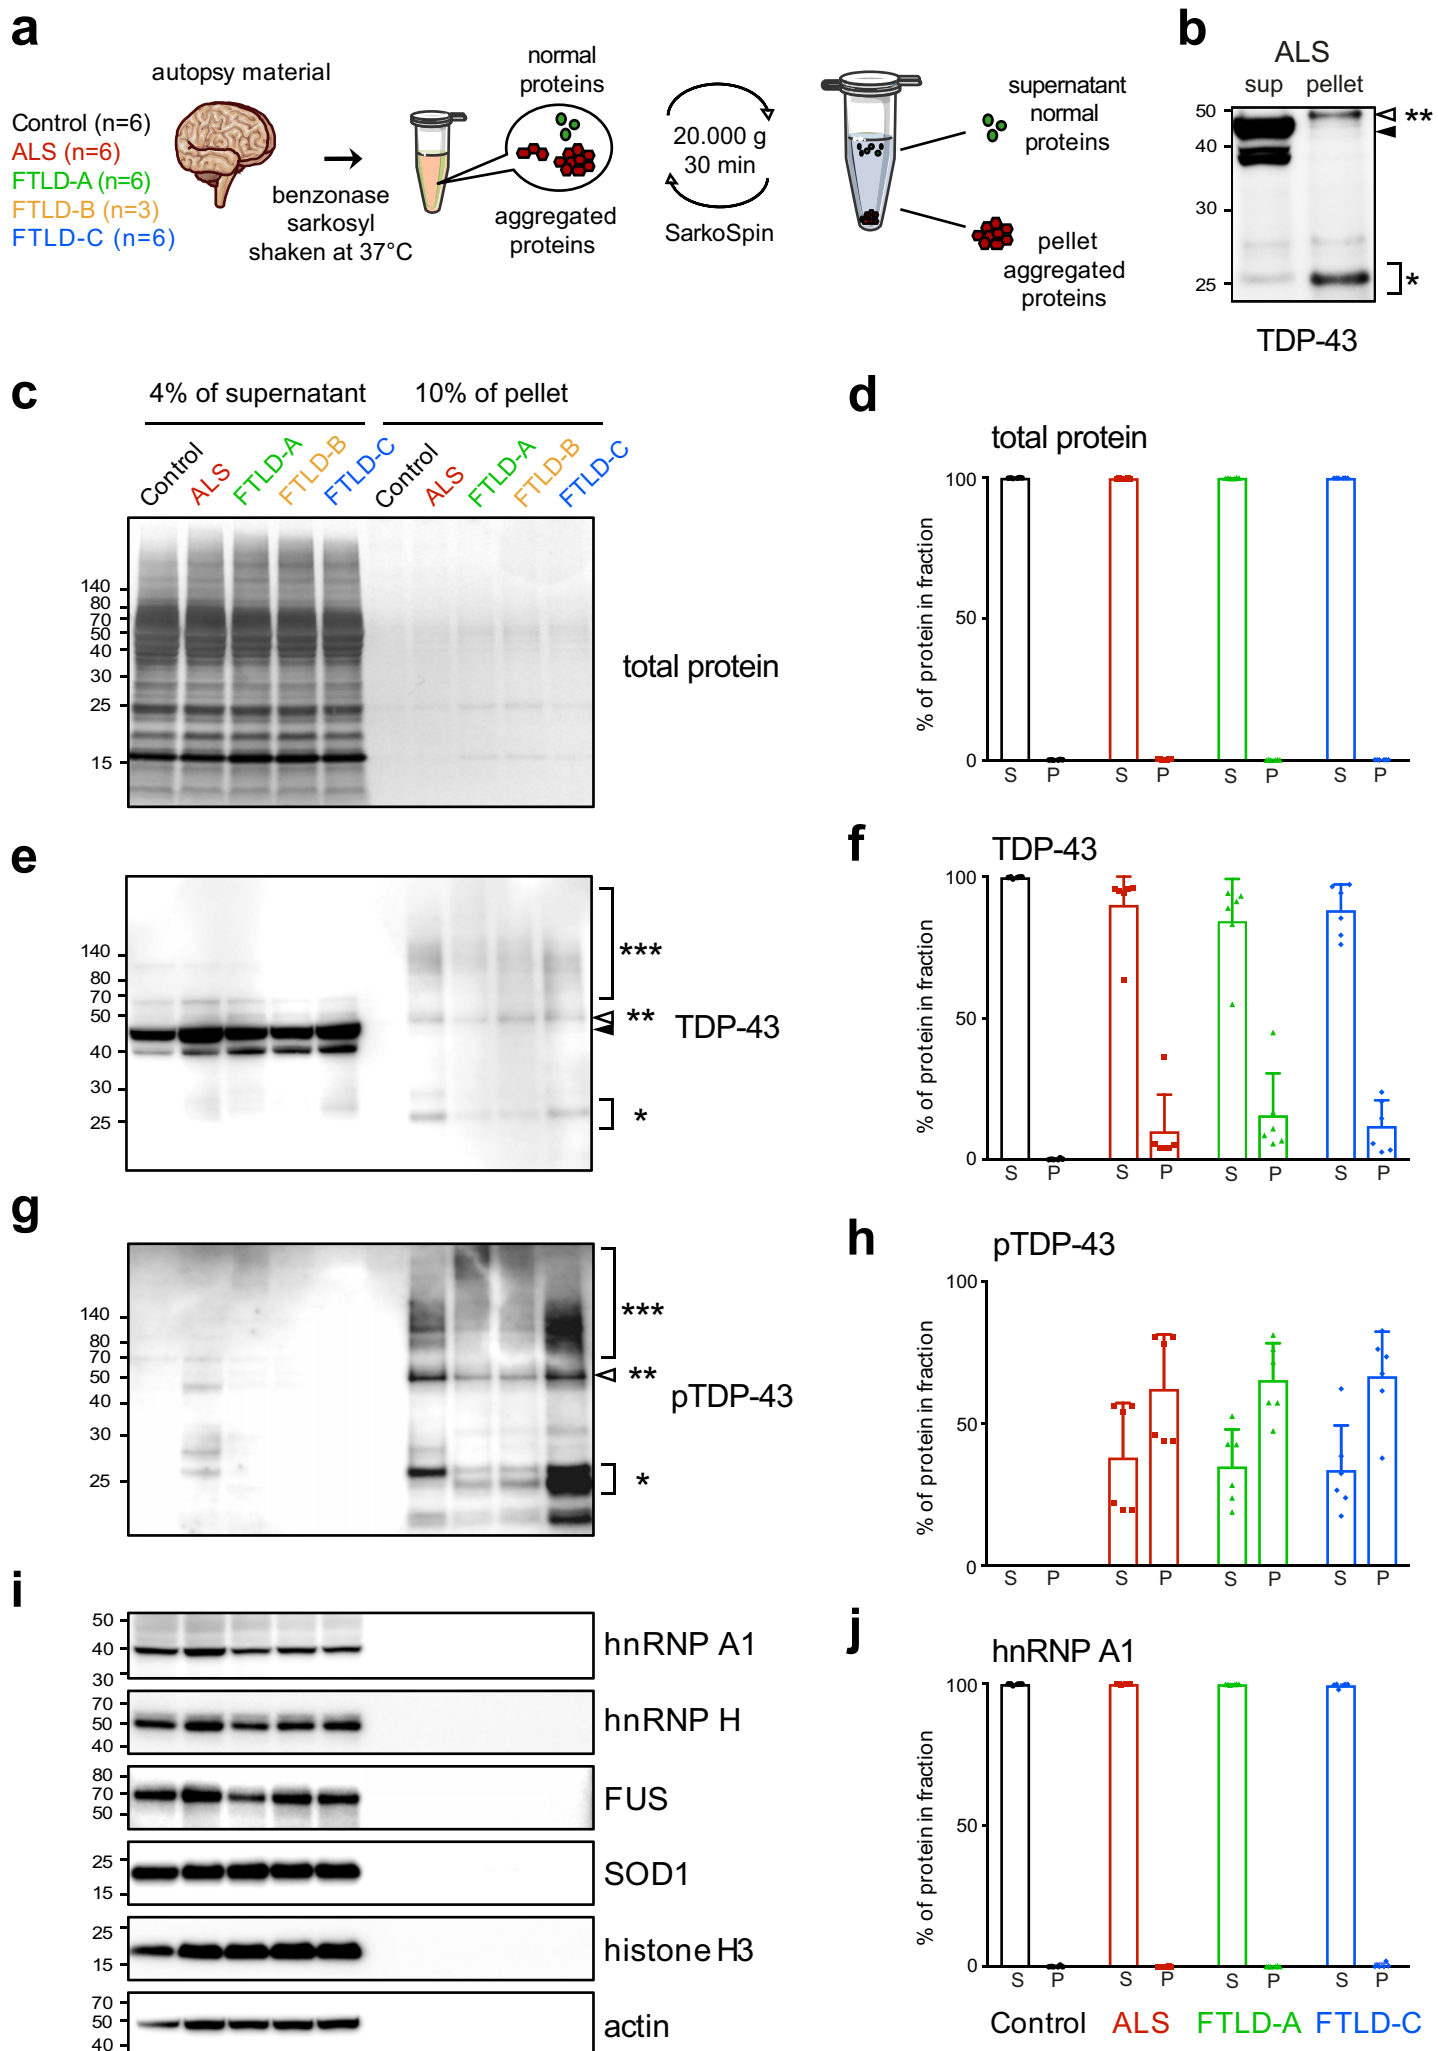 a
autopsy material
Control (n=6)
ALS (n=6)
FTLD-A (n=6)
FTLD-B (n=3)
FTLD-C (n=6)
benzonase
sarkosyl
shaken at 37°C
normal
proteins
aggregated
proteins
20.000 g
30 min
SarkoSpin
supernatant
normal
proteins
pellet
aggregated
proteins
b
ALS
sup pellet
50
40
30
25
**
*
TDP-43
c
4% of supernatant 10% of pellet
Control ALS FTLD-A FTLD-B FTLD-C Control ALS FTLD-A FTLD-B FTLD-C
140
80
70
50
40
30
25
15
total protein
d
total protein
% of protein in fraction
100
50
0
S P S P S P S P
e
140
80
70
50
40
30
25
***
**
*
TDP-43
f
TDP-43
% of protein in fraction
100
50
0
S P S P S P S P
g
140
80
70
50
40
30
25
***
**
*
pTDP-43
h
pTDP-43
% of protein in fraction
100
50
0
S P S P S P S P
i
50
40
30
hnRNP A1
70
50
40
hnRNP H
80
70
50
FUS
25
15
SOD1
25
15
histone H3
70
50
40
actin
j
hnRNP A1
% of protein in fraction
100
50
0
S P S P S P S P
Control ALS FTLD-A FTLD-C